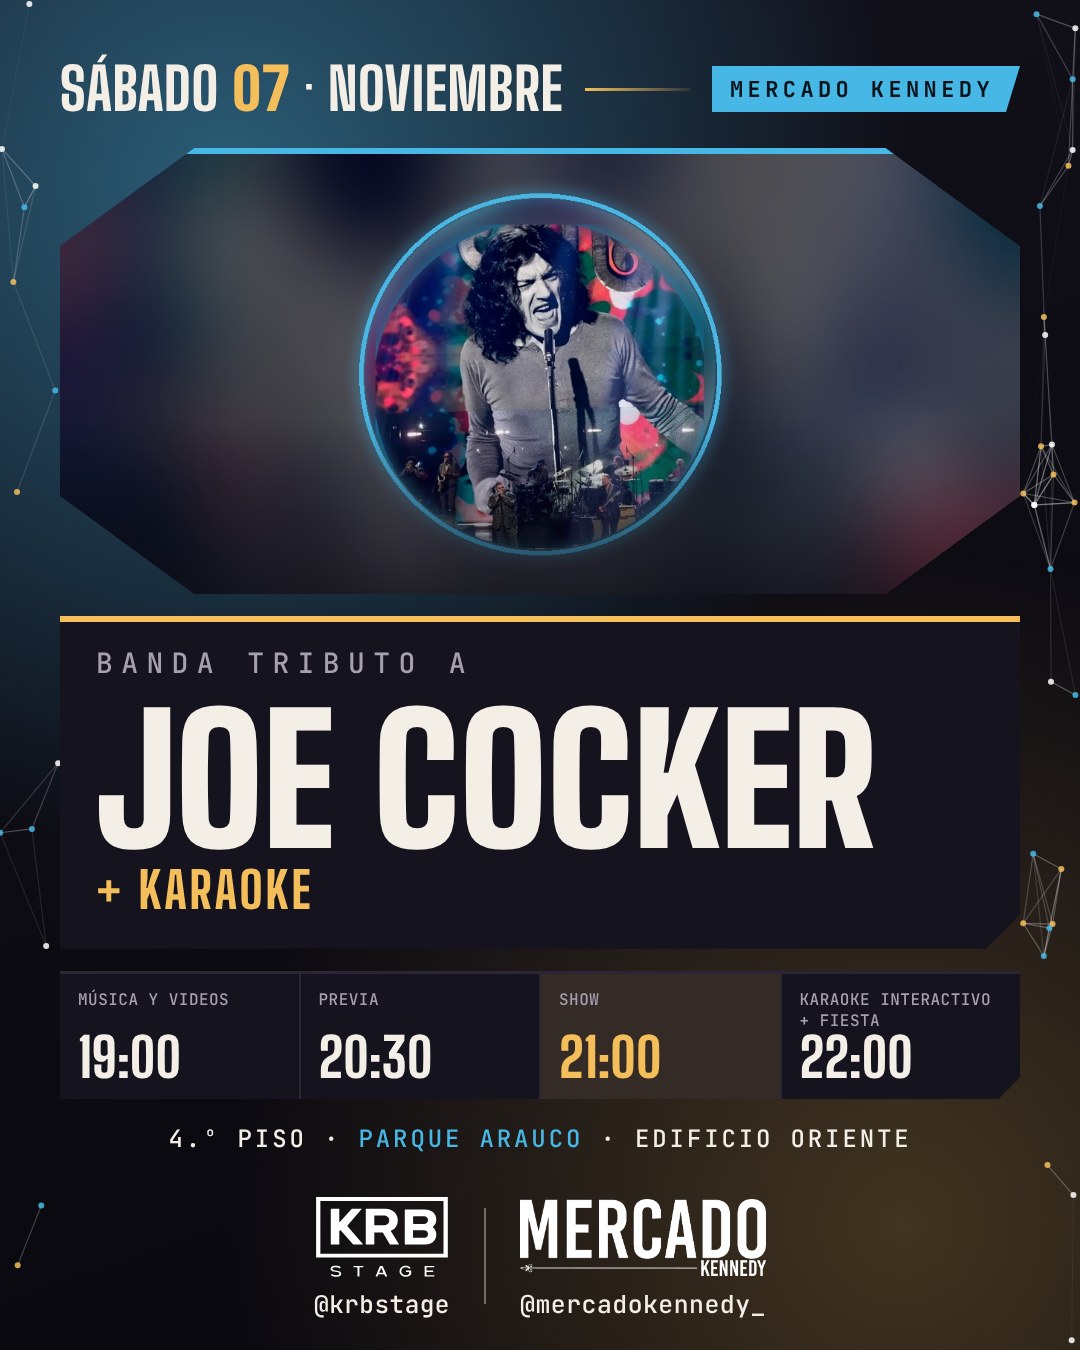 SÁBADO 07 · NOVIEMBRE
MERCADO KENNEDY
BANDA TRIBUTO A
JOE COCKER
+ KARAOKE
MÚSICA Y VIDEOS
19:00
PREVIA
20:30
SHOW
21:00
KARAOKE INTERACTIVO
+ FIESTA
22:00
4.º PISO · PARQUE ARAUCO · EDIFICIO ORIENTE
KRB
STAGE
@krbstage
MERCADO
KENNEDY
@mercadokennedy_